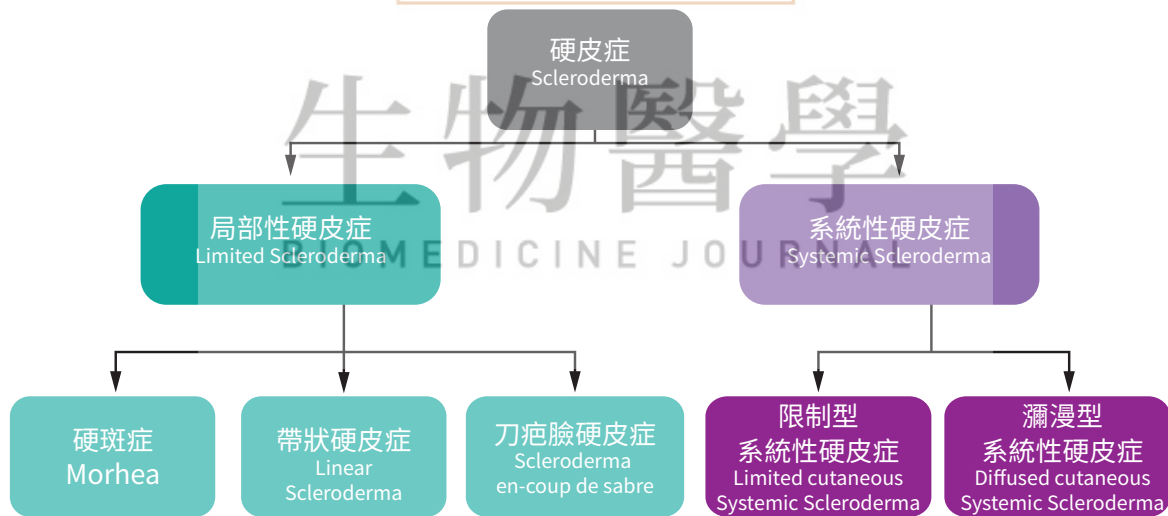 硬皮症
Scleroderma
生物醫學
BIOMEDICINE JOURNAL
局部性硬皮症
Limited Scleroderma
系統性硬皮症
Systemic Scleroderma
硬斑症
Morhea
帶狀硬皮症
Linear
Scleroderma
刀疤臉硬皮症
Scleroderma
en-coup de sabre
限制型
系統性硬皮症
Limited cutaneous
Systemic Scleroderma
瀰漫型
系統性硬皮症
Diffused cutaneous
Systemic Scleroderma